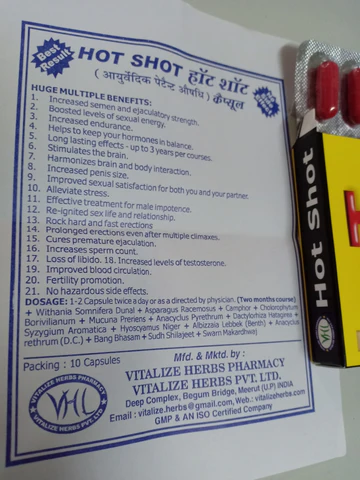 Best
Result
HOT SHOT हॉट शॉट
( आयुर्वेदिक पेटेन्ट औषधि ) कैप्सूल
HUGE MULTIPLE BENEFITS:
1. Increased semen and ejaculatory strength.
2. Boosted levels of sexual energy.
3. Increased endurance.
4. Helps to keep your hormones in balance.
5. Long lasting effects - up to 3 years per courses.
6. Stimulates the brain.
7. Harmonizes brain and body interaction.
8. Increased penis size.
9. Improved sexual satisfaction for both you and your partner.
10. Alleviate stress.
11. Effective treatment for male impotence.
12. Re-ignited sex life and relationship.
13. Rock hard and fast erections
14. Prolonged erections even after multiple climaxes.
15. Cures premature ejaculation.
16. Increases sperm count.
17. Loss of libido. 18. Increased levels of testosterone.
19. Improved blood circulation.
20. Fertility promotion.
21. No hazardous side effects.
DOSAGE: 1-2 Capsule twice a day or as directed by physician. (Two months course)
+ Withania Somnifera Dunal + Asparagus Racemosus + Camphor + Cholorophytum
Borivilianum + Mucuna Preriens + Anacyclus Pyrethrum + Dactylorhiza Hatagirea +
Syzygium Aromatica + Hyoscyamus Niger + Albizzaia Lebbek (Benth) + Anacyclus
rethrum (D.C.) + Bang Bhasam + Sudh Shilajeet + Swarn Makardhwaj
Packing : 10 Capsules
Mfd. & Mktd. by :
VITALIZE HERBS PHARMACY
VITALIZE HERBS PVT. LTD.
Deep Complex, Begum Bridge, Meerut (U.P) INDIA
Email : vitalize.herbs@gmail.com, Web.: vitalizeherbs.com
GMP & AN ISO Certified Company
VITALIZE HERBS PHARMACY
VHL
VITALIZE HERBS PVT. LTD.
Hot Shot
VHL